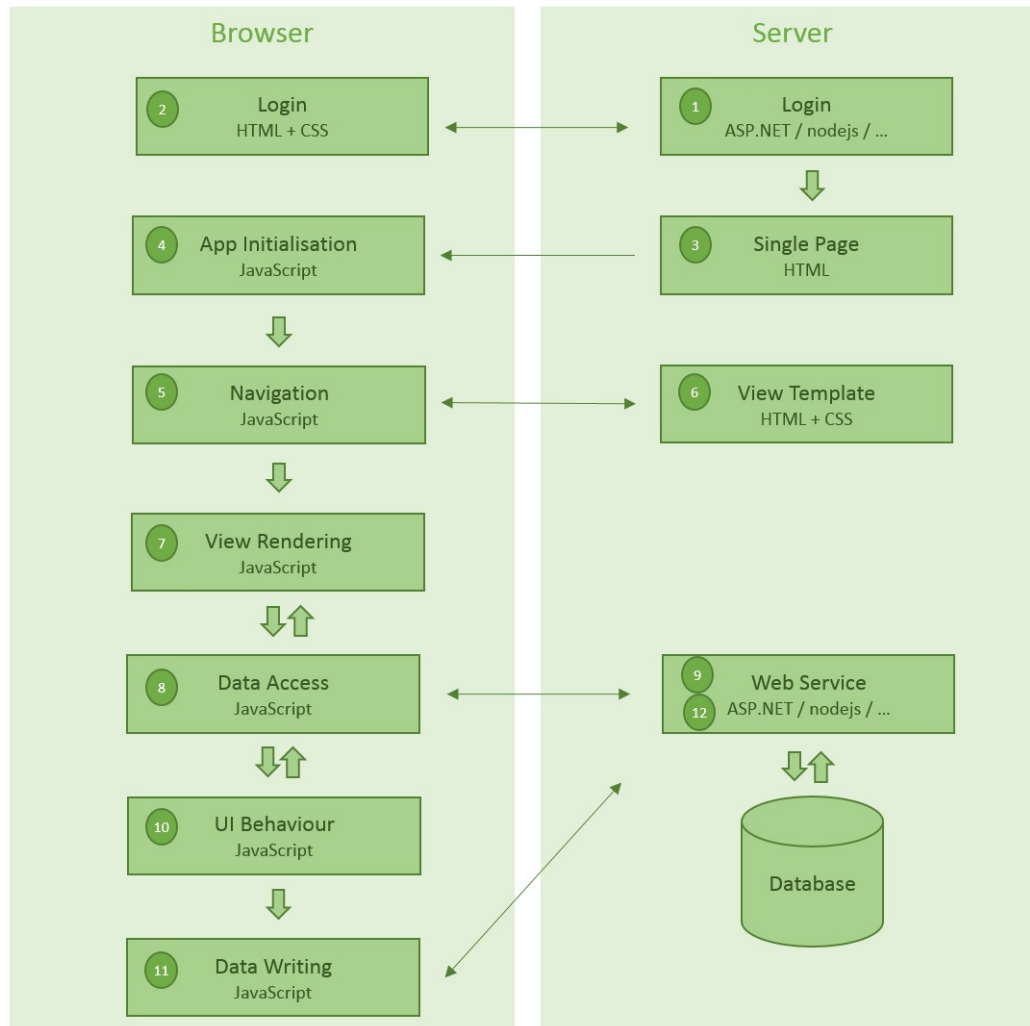 Browser
Server
2
Login
HTML + CSS
1
Login
ASP.NET / nodejs / ...
4
App Initialisation
JavaScript
3
Single Page
HTML
5
Navigation
JavaScript
6
View Template
HTML + CSS
7
View Rendering
JavaScript
8
Data Access
JavaScript
9
Web Service
12
ASP.NET / nodejs / ...
10
UI Behaviour
JavaScript
Database
11
Data Writing
JavaScript